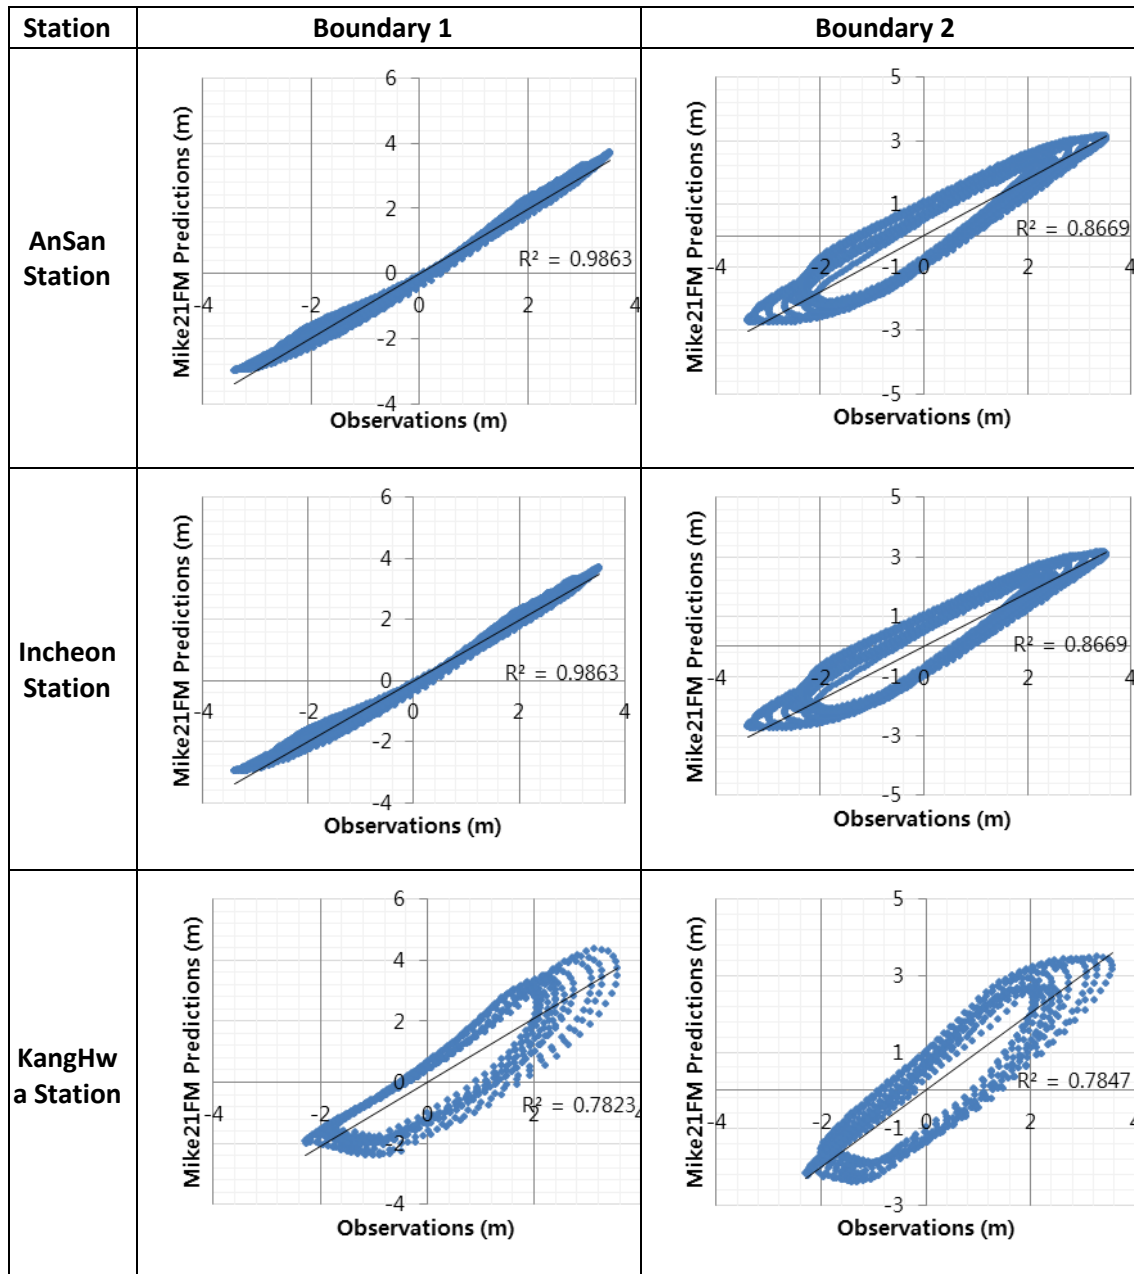 Station Boundary 1 Boundary 2
AnSan
Station
Mike21FM Predictions (m)
6
4
2
0
-2
-4
-4 -2 0 2 4
R² = 0.9863
Observations (m)
Mike21FM Predictions (m)
5
3
1
-1
-3
-5
-4 -2 0 2 4
R² = 0.8669
Observations (m)
Incheon
Station
Mike21FM Predictions (m)
6
4
2
0
-2
-4
-4 -2 0 2 4
R² = 0.9863
Observations (m)
Mike21FM Predictions (m)
5
3
1
-1
-3
-5
-4 -2 0 2 4
R² = 0.8669
Observations (m)
KangHw
a Station
Mike21FM Predictions (m)
6
4
2
0
-2
-4
-4 -2 0 2 4
R² = 0.7823
Observations (m)
Mike21FM Predictions (m)
5
3
1
-1
-3
-4 -2 0 2 4
R² = 0.7847
Observations (m)